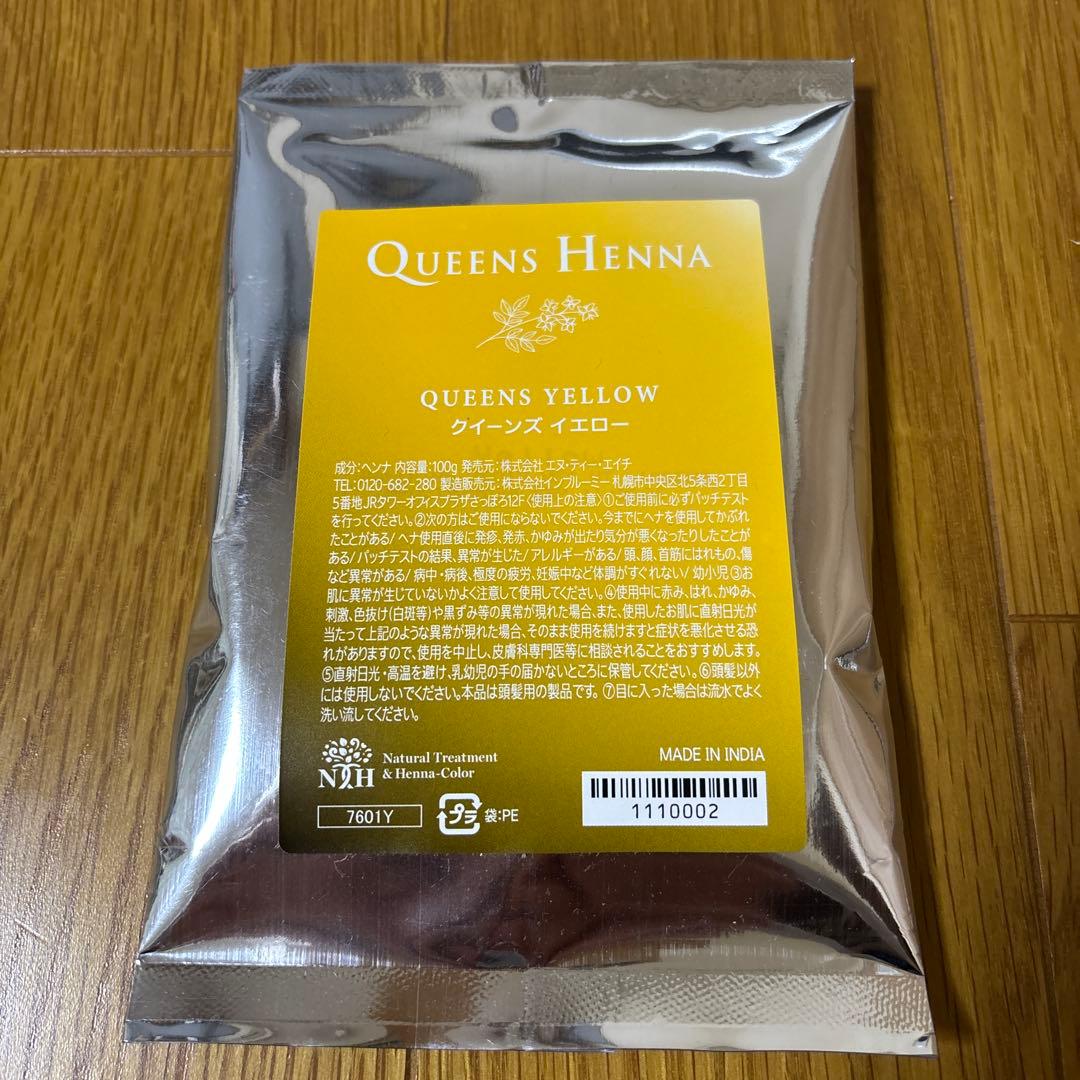 QUEENS HENNA
QUEENS YELLOW
クイーンズ イエロー
成分：ヘンナ 内容量：100g 発売元：株式会社 エヌ・ティー・エイチ
TEL：0120-682-280 製造販売元：株式会社インブルーミー 札幌市中央区北5条西2丁目
5番地 JRタワーオフィスプラザさっぽろ12F〈使用上の注意〉①ご使用前に必ずパッチテスト
を行ってください。②次の方はご使用にならないでください。今までにヘナを使用してかぶれ
たことがある/ ヘナ使用直後に発疹、発赤、かゆみが出たり気分が悪くなったりしたことが
ある/ パッチテストの結果、異常が生じた/ アレルギーがある/ 頭、顔、首筋にはれもの、傷
など異常がある/ 病中・病後、極度の疲労、妊娠中など体調がすぐれない/ 幼小児 ③お
肌に異常が生じていないかよく注意して使用してください。④使用中に赤み、はれ、かゆみ、
刺激、色抜け(白斑等)や黒ずみ等の異常が現れた場合、また、使用したお肌に直射日光が
当たって上記のような異常が現れた場合、そのまま使用を続けますと症状を悪化させる恐
れがありますので、使用を中止し、皮膚科専門医等に相談されることをおすすめします。
⑤直射日光・高温を避け、乳幼児の手の届かないところに保管してください。⑥頭髪以外
には使用しないでください。本品は頭髪用の製品です。⑦目に入った場合は流水でよく
洗い流してください。
NTH
Natural Treatment
& Henna-Color
MADE IN INDIA
7601Y
プラ 袋：PE
1110002